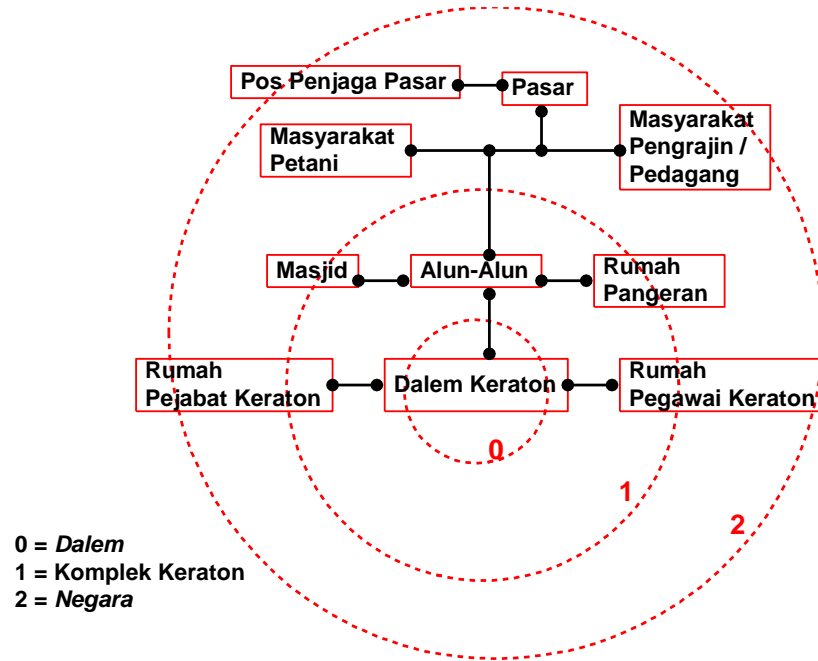 Pos Penjaga Pasar
Pasar
Masyarakat
Petani
Masyarakat
Pengrajin /
Pedagang
Masjid
Alun-Alun
Rumah
Pangeran
Rumah
Pejabat Keraton
Dalem Keraton
Rumah
Pegawai Keraton
0
1
2
0 = Dalem
1 = Komplek Keraton
2 = Negara